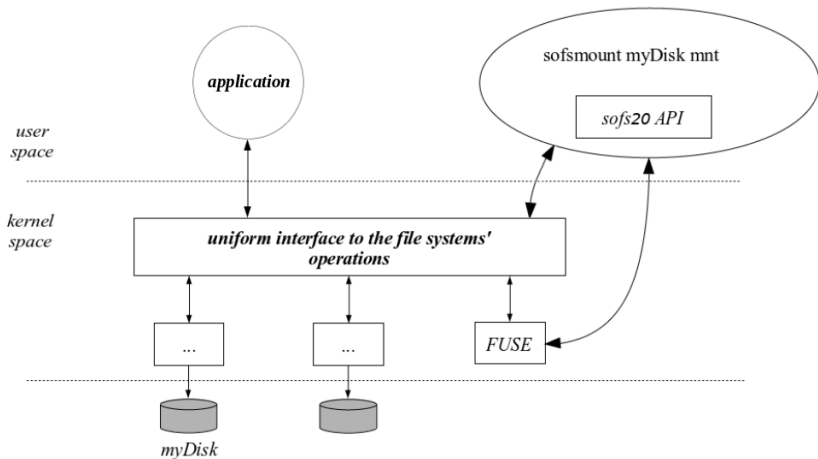 application
sofsmount myDisk mnt
sofs20 API
user
space
kernel
space
uniform interface to the file systems'
operations
...
...
FUSE
myDisk